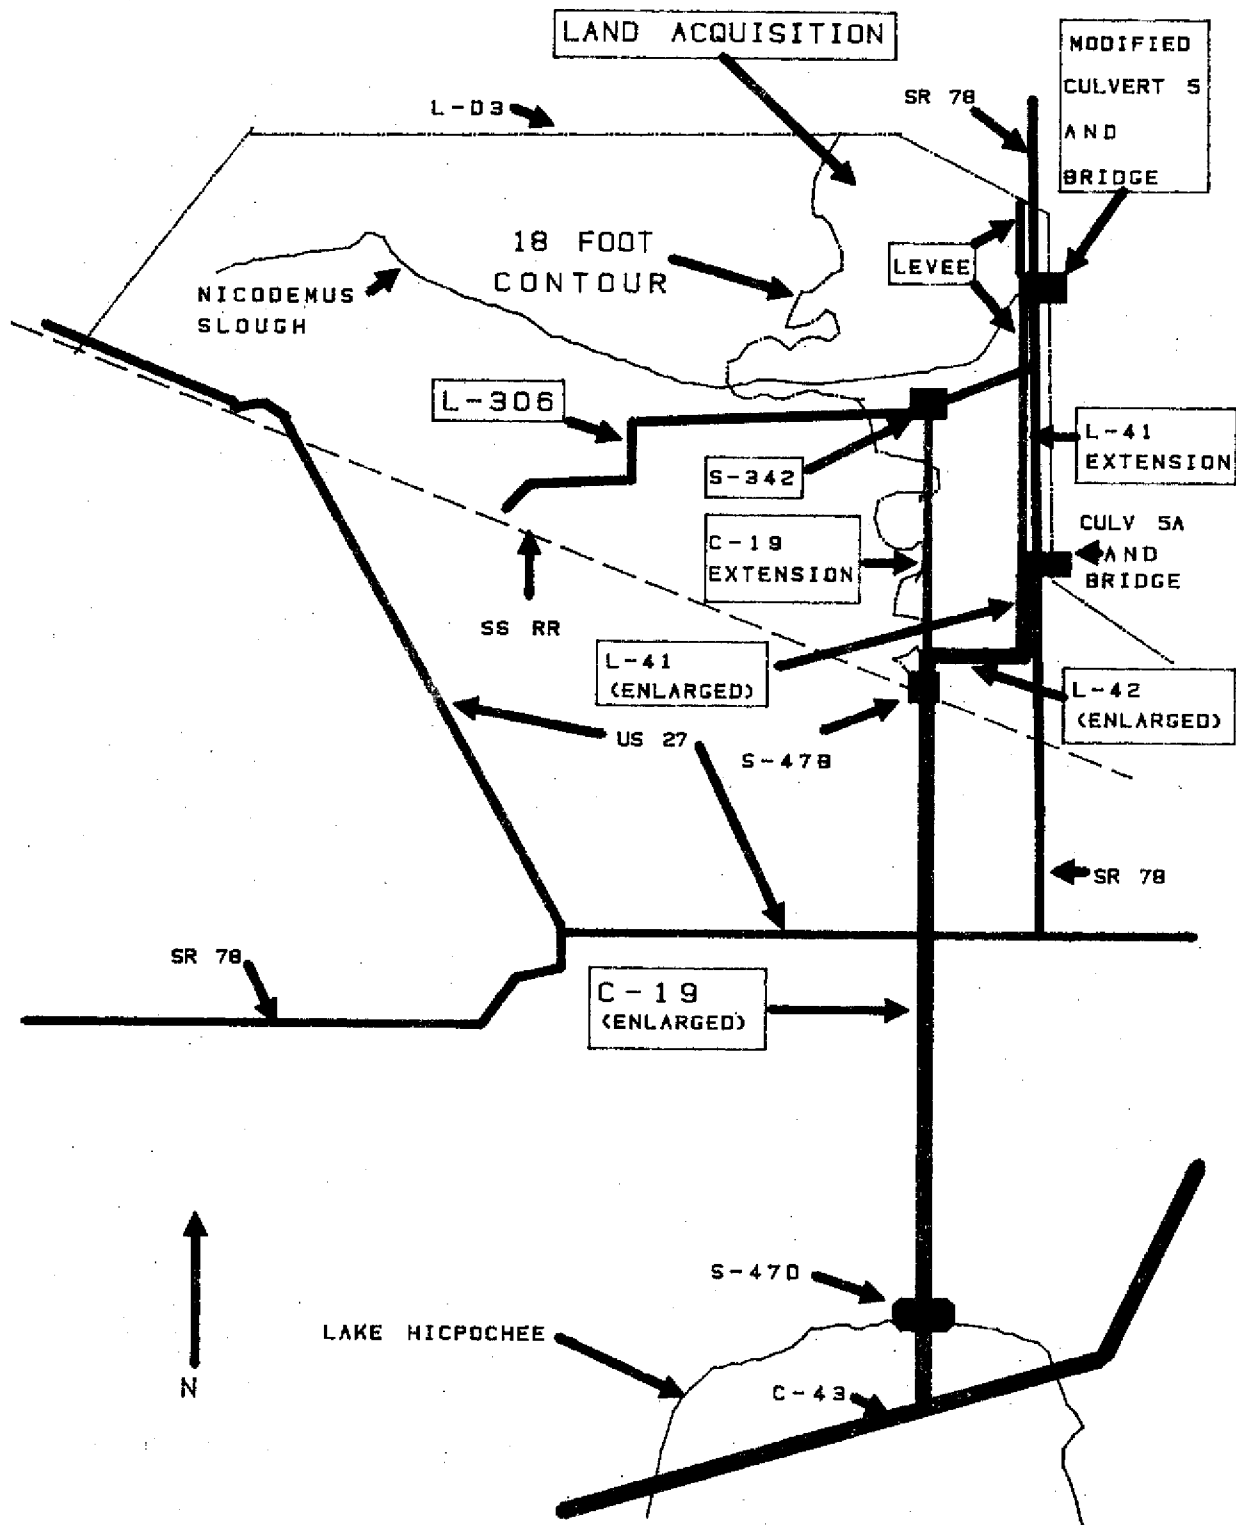 LAND ACQUISITION
MODIFIED
CULVERT 5
AND
BRIDGE
SR 78
L-D3
18 FOOT
CONTOUR
LEVEE
NICODEMUS
SLOUGH
L-306
L-41
EXTENSION
S-342
C-19
EXTENSION
CULV 5A
AND
BRIDGE
SS RR
L-41
(ENLARGED)
L-42
(ENLARGED)
US 27
S-47B
SR 78
SR 78
C-19
(ENLARGED)
S-47D
LAKE HICPOCHEE
C-43
N